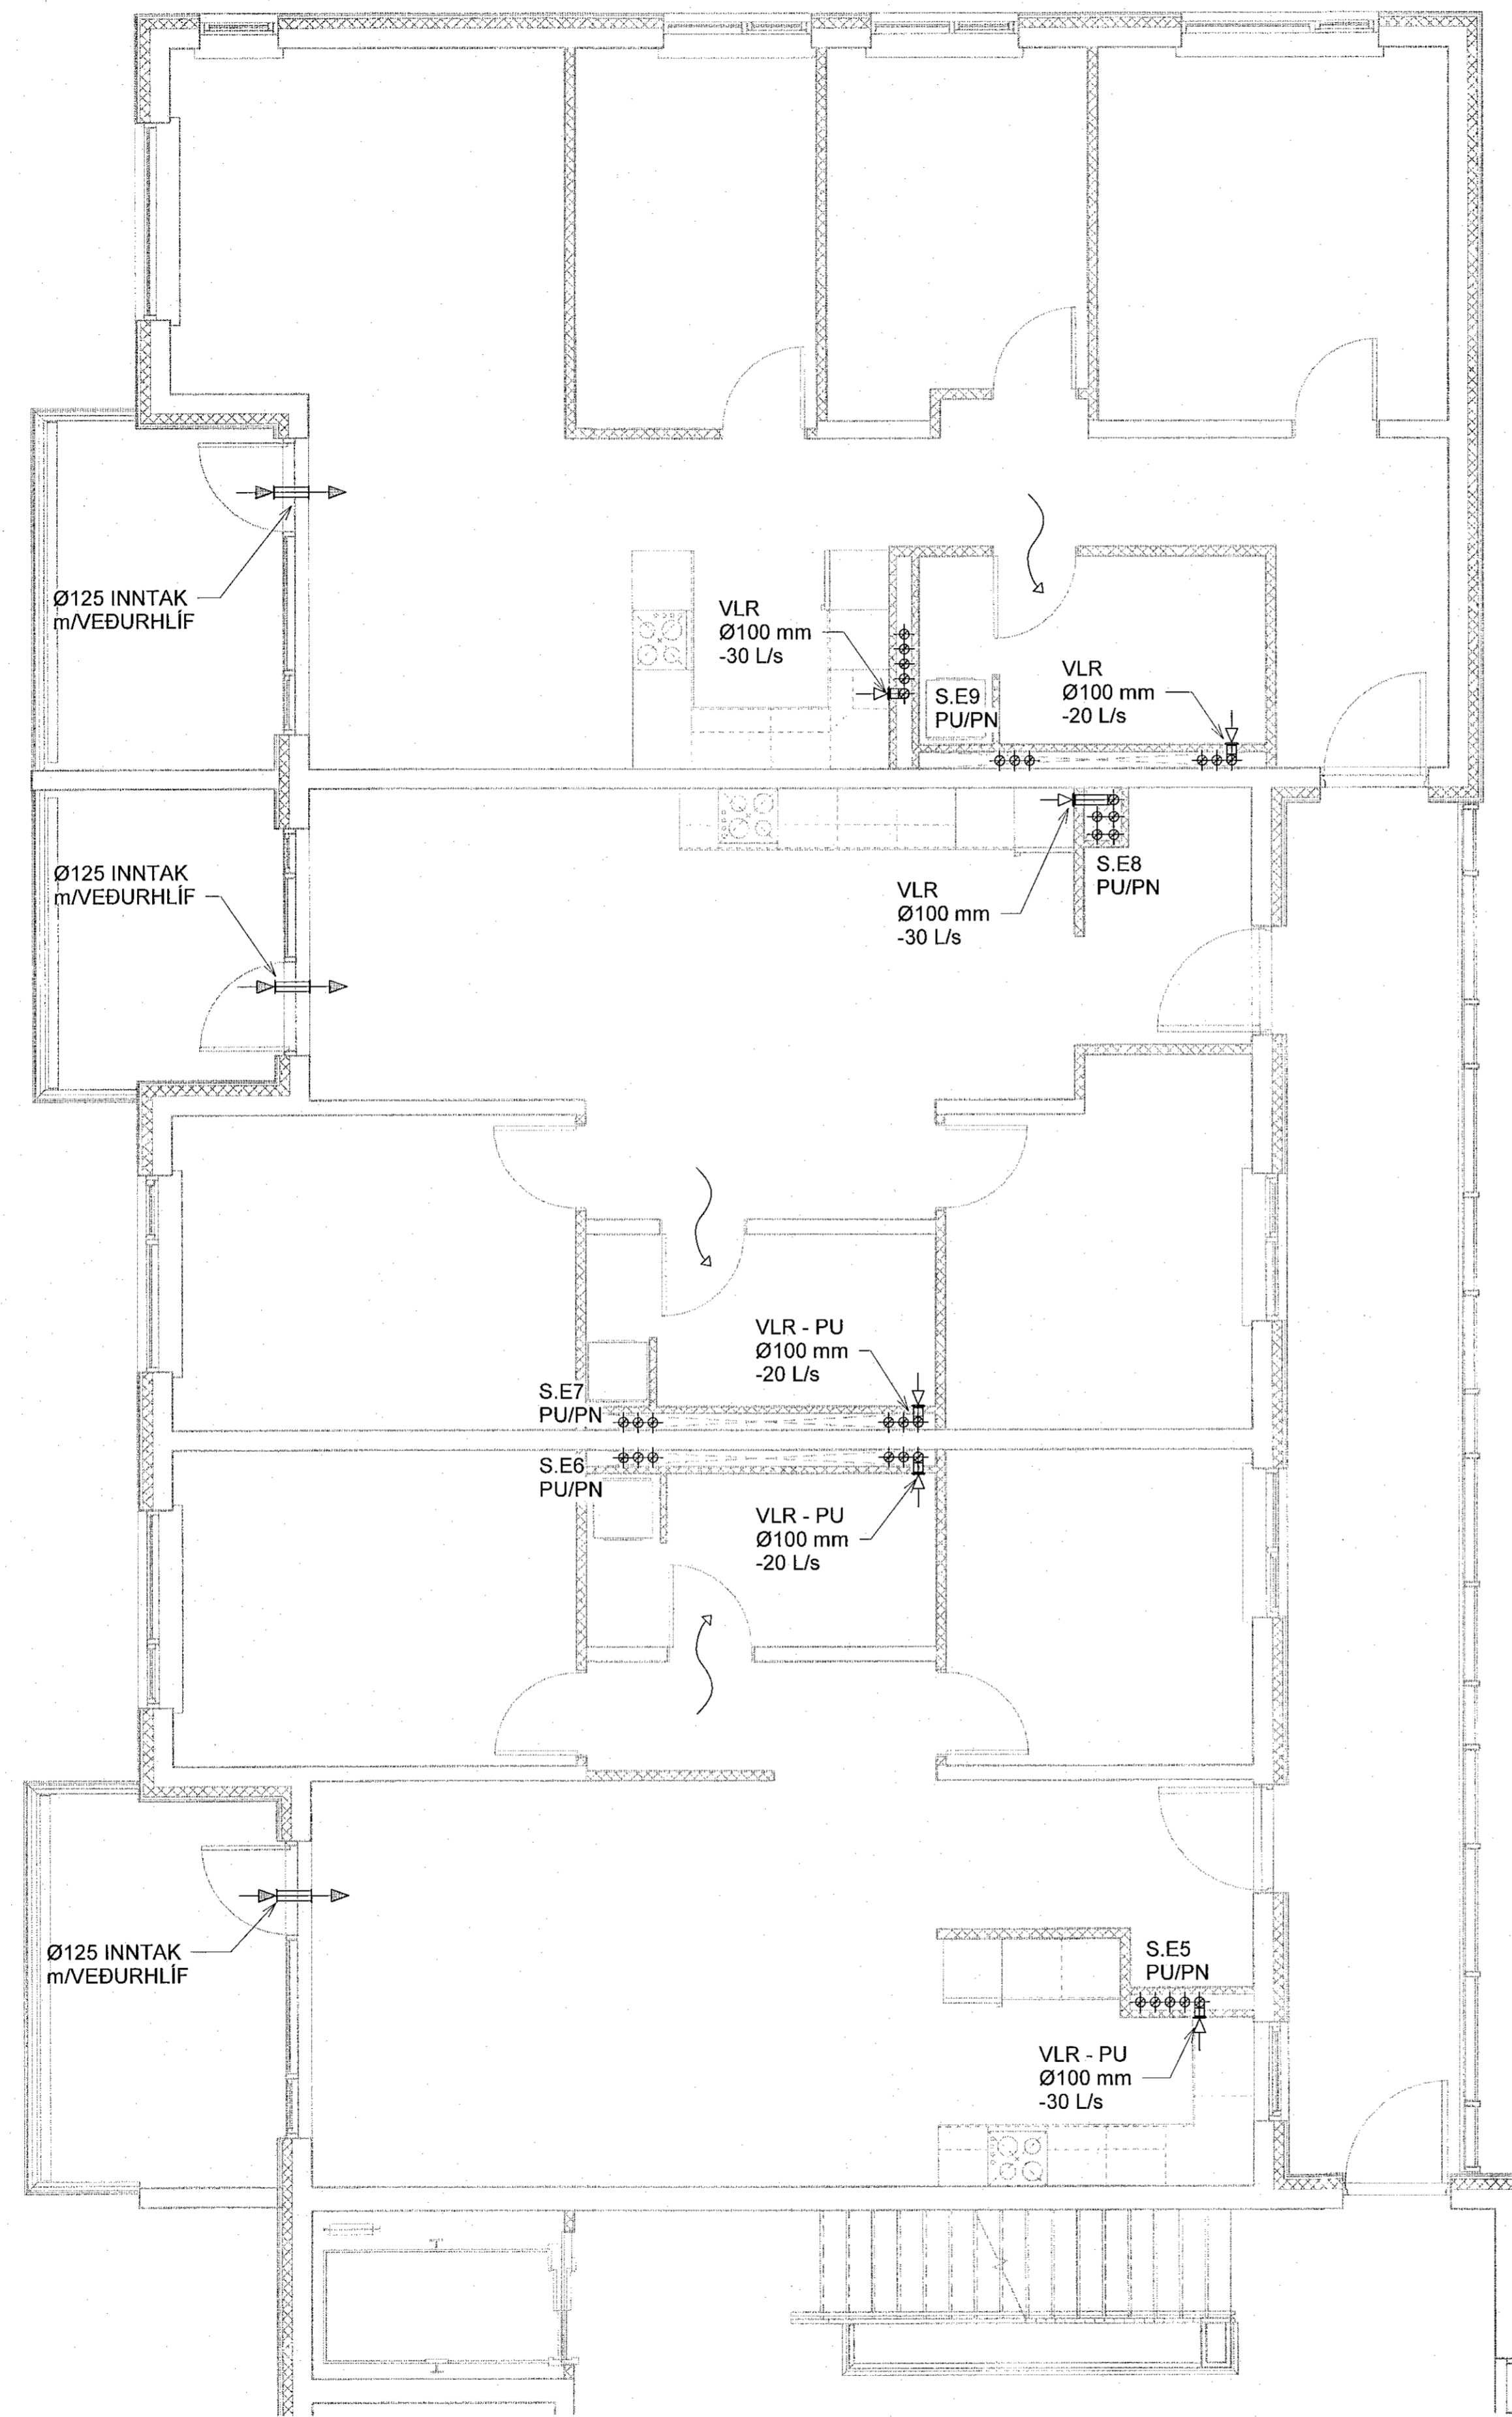 Ø125 INNTAK
m/VEÐURHLÍF
VLR
Ø100 mm
-30 L/s
S.E9
PU/PN
VLR
Ø100 mm
-20 L/s
Ø125 INNTAK
m/VEÐURHLÍF
VLR
Ø100 mm
-30 L/s
S.E8
PU/PN
VLR - PU
Ø100 mm
-20 L/s
S.E7
PU/PN
S.E6
PU/PN
VLR - PU
Ø100 mm
-20 L/s
Ø125 INNTAK
m/VEÐURHLÍF
S.E5
PU/PN
VLR - PU
Ø100 mm
-30 L/s